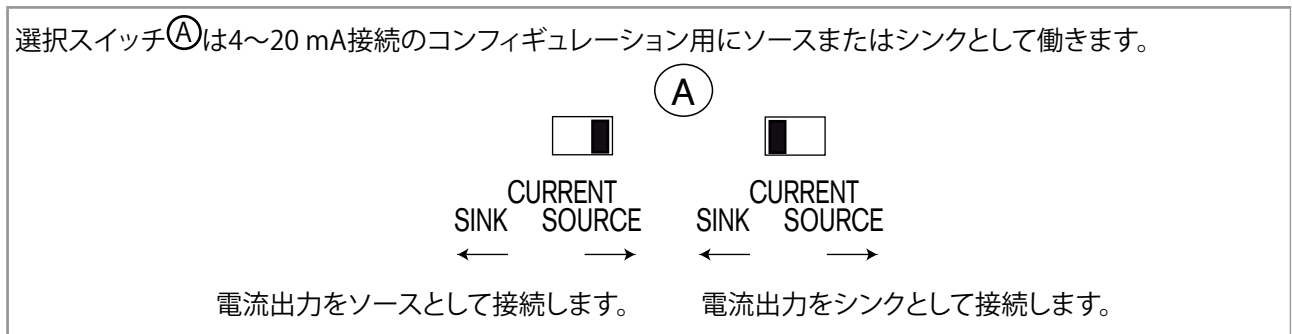 選択スイッチⒶは4～20 mA接続のコンフィギュレーション用にソースまたはシンクとして働きます。
A
CURRENT
SINK SOURCE
CURRENT
SINK SOURCE
電流出力をソースとして接続します。
電流出力をシンクとして接続します。